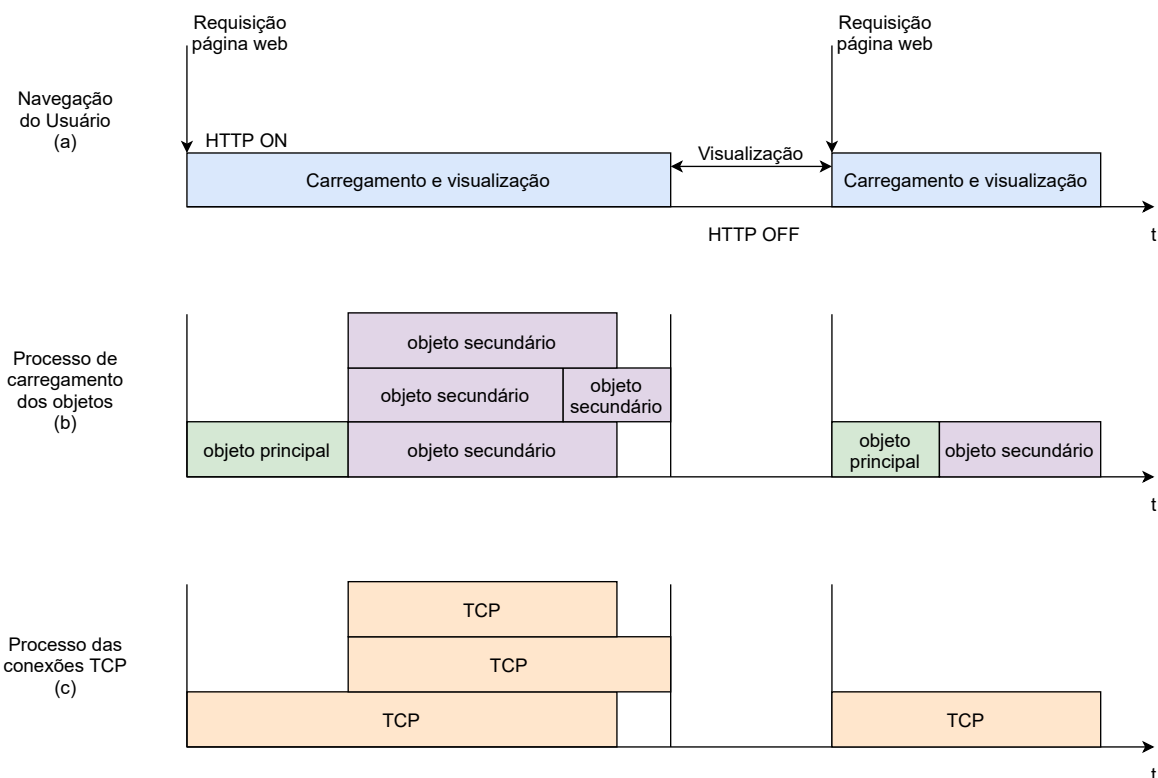 Requisição
página web
Requisição
página web
Navegação
do Usuário
(a)
HTTP ON
Visualização
Carregamento e visualização
Carregamento e visualização
HTTP OFF
t
Processo de
carregamento
dos objetos
(b)
objeto secundário
objeto secundário
objeto
secundário
objeto principal
objeto secundário
objeto
principal
objeto secundário
t
Processo das
conexões TCP
(c)
TCP
TCP
TCP
TCP
t